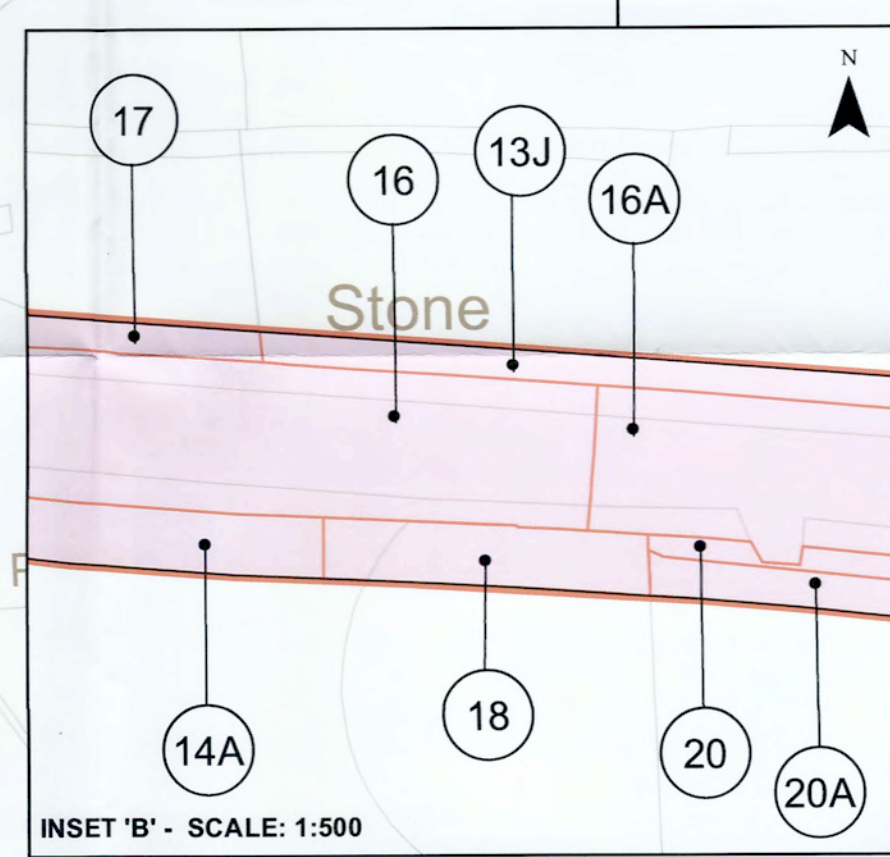 N
17
16
13J
16A
Stone
P
14A
18
20
20A
INSET 'B' - SCALE: 1:500